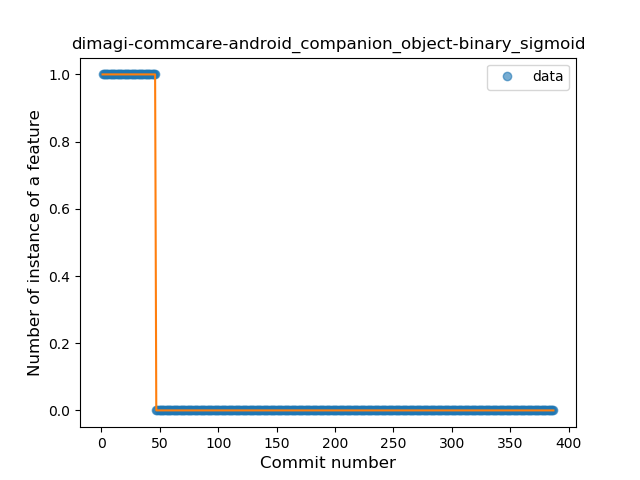 dimagi-commcare-android_companion_object-binary_sigmoid
data
Number of instance of a feature
1.0
0.8
0.6
0.4
0.2
0.0
0 50 100 150 200 250 300 350 400
Commit number